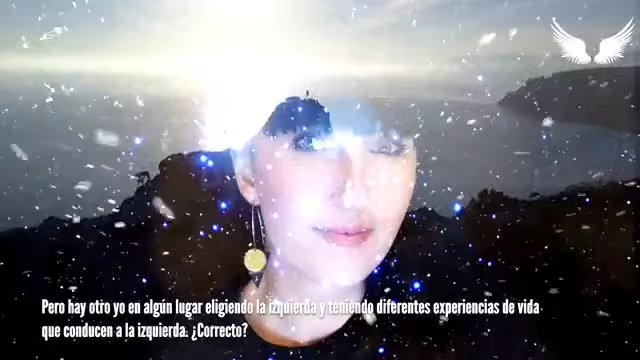 Pero hay otro yo en algún lugar eligiendo la izquierda y teniendo diferentes experiencias de vida
que conducen a la izquierda. ¿Correcto?